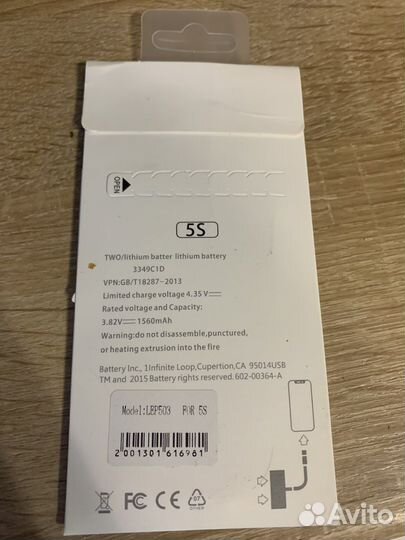 OPEN
5S
TWO/lithium batter lithium battery
3349C1D
VPN:GB/T18287-2013
Limited charge voltage 4.35 V
Rated voltage and Capacity:
3.82V 1560mAh
Warning:do not disassemble,punctured,
or heating extrusion into the fire
Battery Inc., 1Infinite Loop,Cupertion,CA 95014USB
TM and 2015 Battery rights reserved.602-00364-A
Model:LBP503 FOR 5S
2001301616961
FC CE 07
OTHER
Avito